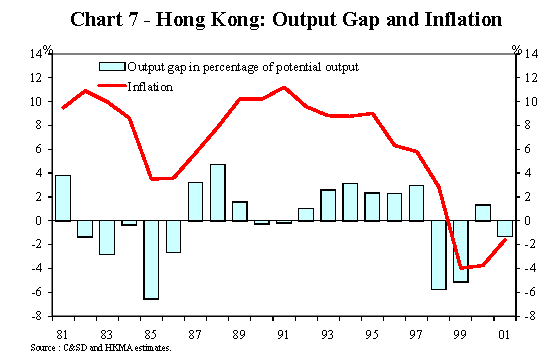 Chart 7 - Hong Kong: Output Gap and Inflation
% %
14 14
Output gap in percentage of potential output
12 12
Inflation
10 10
8 8
6 6
4 4
2 2
0 0
-2 -2
-4 -4
-6 -6
-8 -8
81 83 85 87 89 91 93 95 97 99 01
Source : C&SD and HKMA estimates.